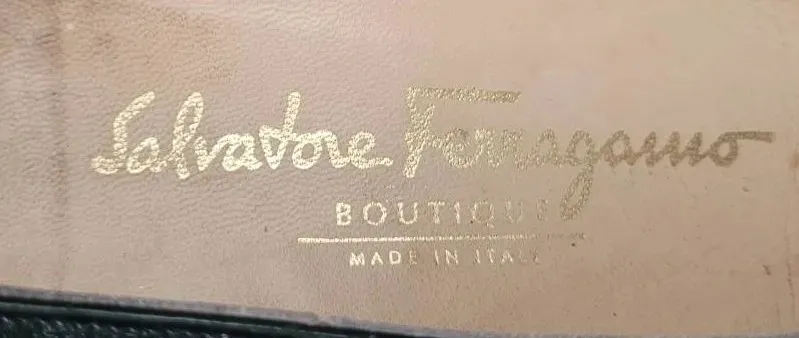 Salvatore Ferragamo
BOUTIQUE
MADE IN ITALY